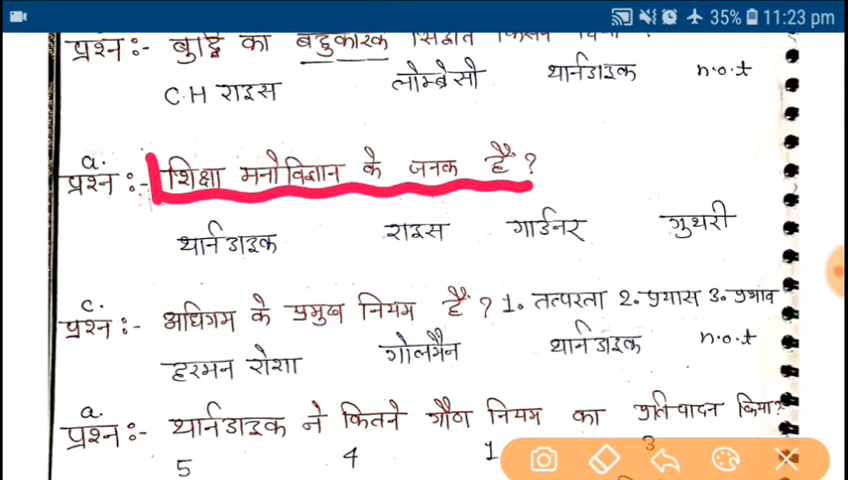 35% 11:23 pm
प्रश्न :- बुद्धि का बहुकारक सिद्धांत किसने दिया ?
C.H राइस लोम्ब्रेसो थार्नडाइक n.o.t
a.
प्रश्न :- शिक्षा मनोविज्ञान के जनक हैं ?
थार्नडाइक राइस गार्डनर गुथरी
c.
प्रश्न :- अधिगम के प्रमुख नियम हैं ? 1. तत्परता 2. प्रयास 3. प्रभाव
हरमन रोशा गोलमैन थार्नडाइक n.o.t
a.
प्रश्न :- थार्नडाइक ने कितने गौण नियम का प्रतिपादन किया ?
5 4 1 3